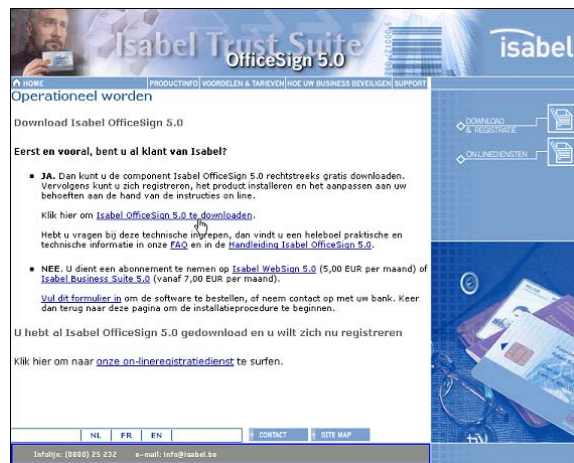 Isabel Trust Suite
OfficeSign 5.0
isabel
HOME
PRODUCTINFO
VOORDELEN & TARIEVEN
HOE UW BUSINESS BEVEILIGEN
SUPPORT
Operationeel worden
DOWNLOAD
& REGISTRATIE
ON-LINEDIENSTEN
Download Isabel OfficeSign 5.0
Eerst en vooral, bent u al klant van Isabel?
JA. Dan kunt u de component Isabel OfficeSign 5.0 rechtstreeks gratis downloaden.
Vervolgens kunt u zich registreren, het product installeren en het aanpassen aan uw
behoeften aan de hand van de instructies on line.
Klik hier om Isabel OfficeSign 5.0 te downloaden.
Hebt u vragen bij deze technische ingrepen, dan vindt u een heleboel praktische en
technische informatie in onze FAQ en in de Handleiding Isabel OfficeSign 5.0.
NEE. U dient een abonnement te nemen op Isabel WebSign 5.0 (5,00 EUR per maand) of
Isabel Business Suite 5.0 (vanaf 7,00 EUR per maand).
Vul dit formulier in om de software te bestellen, of neem contact op met uw bank. Keer
dan terug naar deze pagina om de installatieprocedure te beginnen.
U hebt al Isabel OfficeSign 5.0 gedownload en u wilt zich nu registreren
Klik hier om naar onze on-lineregistratiedienst te surfen.
NL | FR | EN
CONTACT
SITE MAP
Infolijn: (0800) 25 232 e-mail: info@isabel.be